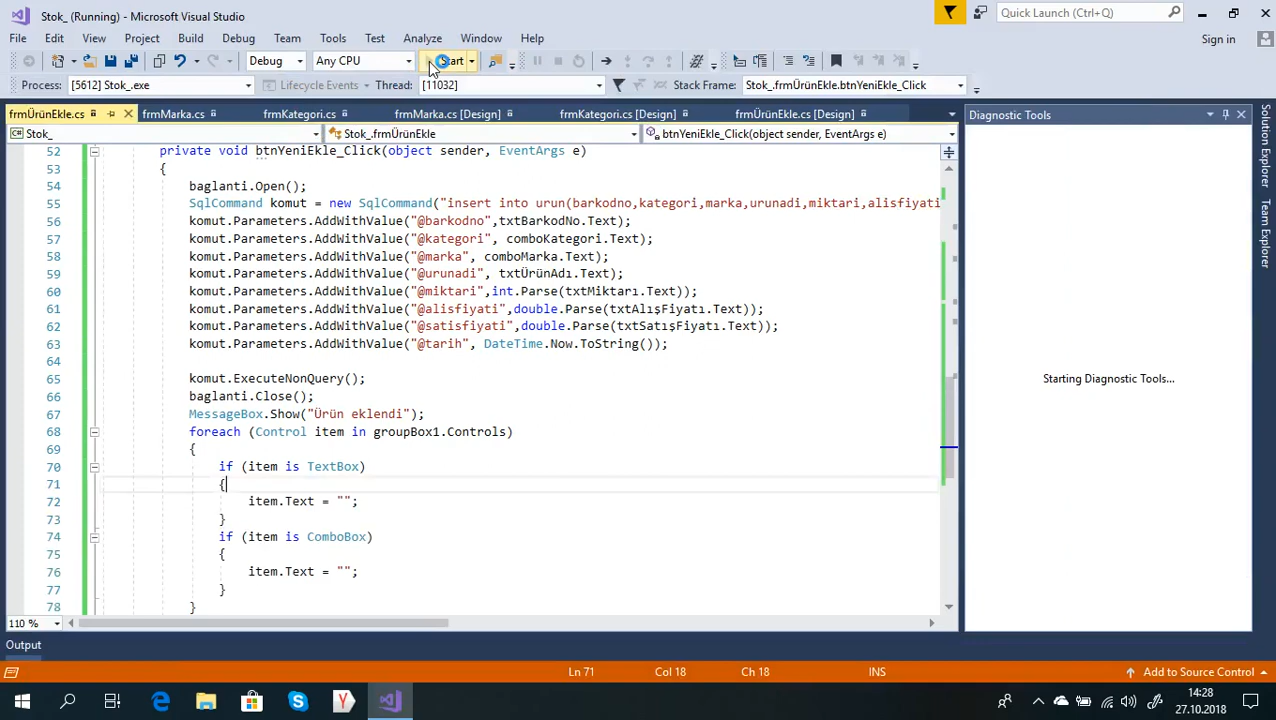 Stok_ (Running) - Microsoft Visual Studio
Quick Launch (Ctrl+Q)
File Edit View Project Build Debug Team Tools Test Analyze Window Help
Sign in
Debug Any CPU Start
Process: [5612] Stok_.exe Lifecycle Events Thread: [11032] Stack Frame: Stok_.frmÜrünEkle.btnYeniEkle_Click
frmÜrünEkle.cs frmMarka.cs frmKategori.cs frmMarka.cs [Design] frmKategori.cs [Design] frmÜrünEkle.cs [Design]
Diagnostic Tools
Stok_ Stok_.frmÜrünEkle btnYeniEkle_Click(object sender, EventArgs e)
52 private void btnYeniEkle_Click(object sender, EventArgs e)
53 {
54 baglanti.Open();
55 SqlCommand komut = new SqlCommand("insert into urun(barkodno,kategori,marka,urunadi,miktari,alisfiyati
56 komut.Parameters.AddWithValue("@barkodno",txtBarkodNo.Text);
57 komut.Parameters.AddWithValue("@kategori", comboKategori.Text);
58 komut.Parameters.AddWithValue("@marka", comboMarka.Text);
59 komut.Parameters.AddWithValue("@urunadi", txtÜrünAdı.Text);
60 komut.Parameters.AddWithValue("@miktari",int.Parse(txtMiktarı.Text));
61 komut.Parameters.AddWithValue("@alisfiyati",double.Parse(txtAlışFiyatı.Text));
62 komut.Parameters.AddWithValue("@satisfiyati",double.Parse(txtSatışFiyatı.Text));
63 komut.Parameters.AddWithValue("@tarih", DateTime.Now.ToString());
64
65 komut.ExecuteNonQuery();
66 baglanti.Close();
67 MessageBox.Show("Ürün eklendi");
68 foreach (Control item in groupBox1.Controls)
69 {
70 if (item is TextBox)
71 {
72 item.Text = "";
73 }
74 if (item is ComboBox)
75 {
76 item.Text = "";
77 }
78 }
Starting Diagnostic Tools...
Solution Explorer
Team Explorer
110 %
Output
Ln 71 Col 18 Ch 18 INS Add to Source Control
14:28
27.10.2018